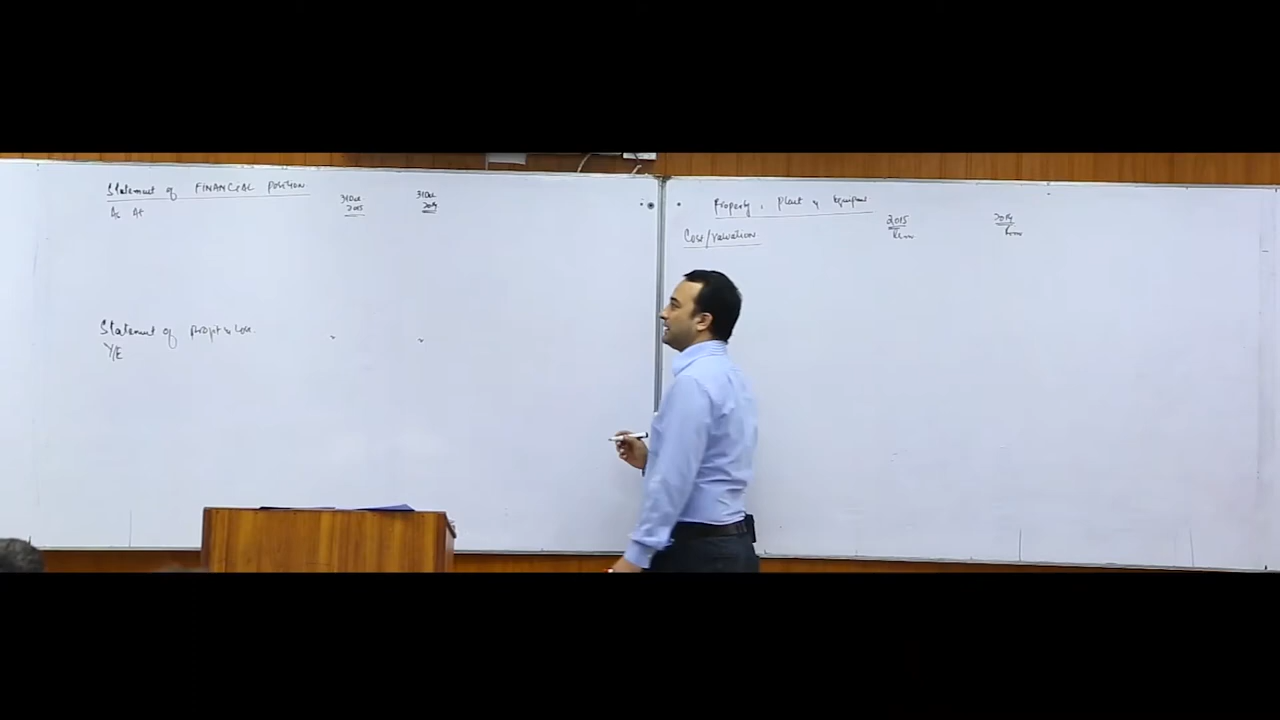 Statement of FINANCIAL POSITION
As At
31 Dec 2015
31 Dec 2014
Statement of Profit & Loss.
Y/E
Property, Plant & Equipment
2015
2014
Cost/Valuation